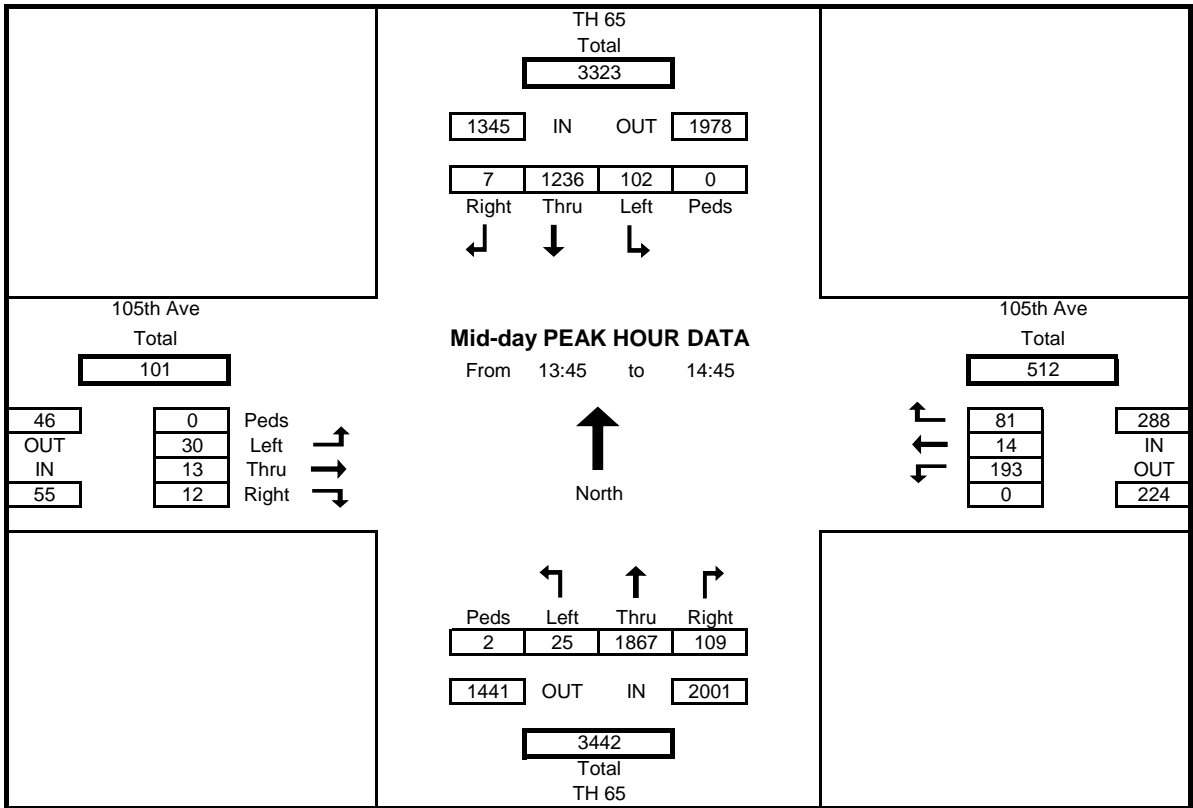 TH 65
Total
3323
1345 IN OUT 1978
7 1236 102 0
Right Thru Left Peds
105th Ave
Total
101
46 0 Peds
OUT 30 Left
IN 13 Thru
55 12 Right
Mid-day PEAK HOUR DATA
From 13:45 to 14:45
North
105th Ave
Total
512
81 288
14 IN
193 OUT
0 224
Peds Left Thru Right
2 25 1867 109
1441 OUT IN 2001
3442
Total
TH 65